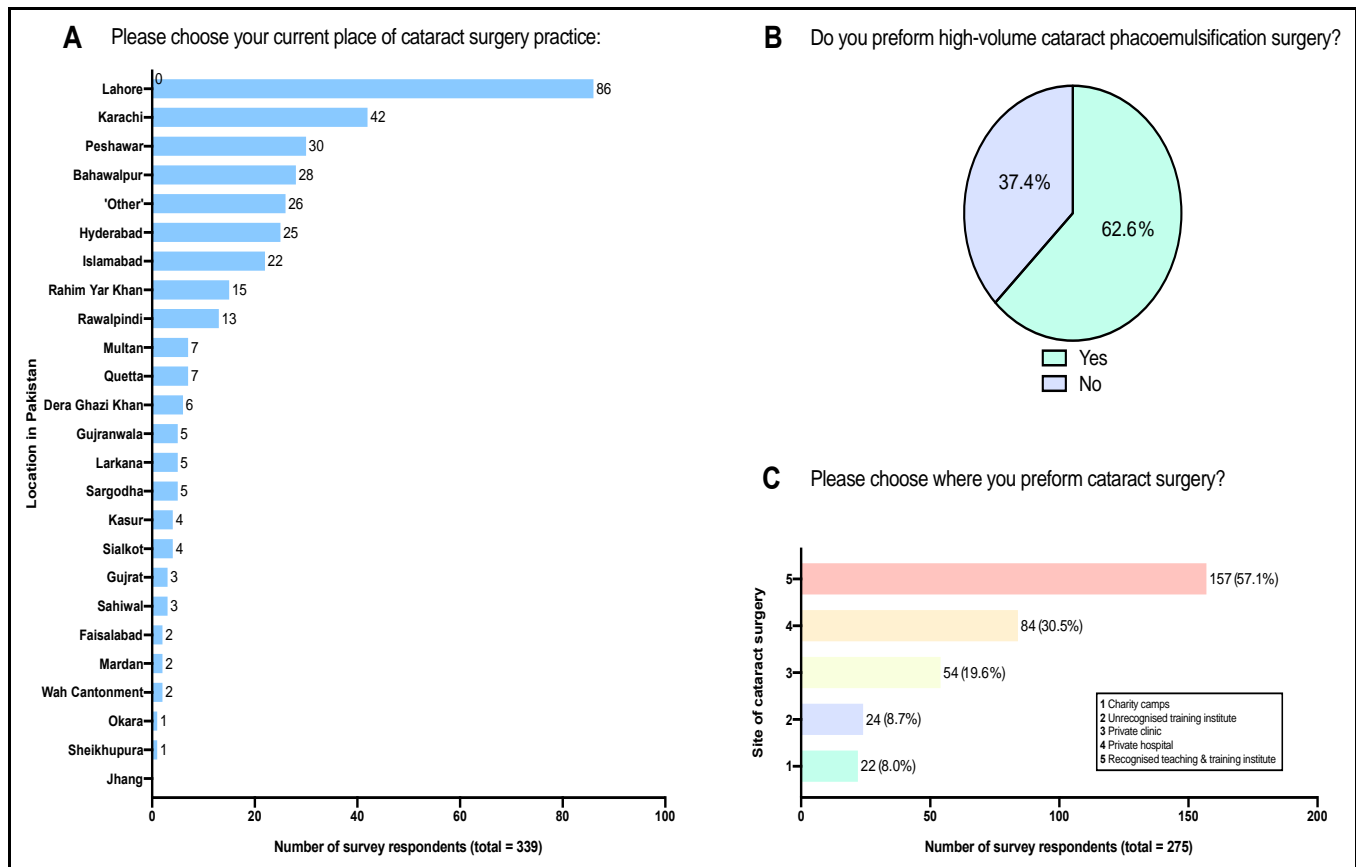 A Please choose your current place of cataract surgery practice:
0
Lahore 86
Karachi 42
Peshawar 30
Bahawalpur 28
'Other' 26
Hyderabad 25
Islamabad 22
Rahim Yar Khan 15
Rawalpindi 13
Multan 7
Quetta 7
Dera Ghazi Khan 6
Gujranwala 5
Larkana 5
Sargodha 5
Kasur 4
Sialkot 4
Gujrat 3
Sahiwal 3
Faisalabad 2
Mardan 2
Wah Cantonment 2
Okara 1
Sheikhupura 1
Jhang
Location in Pakistan
0 20 40 60 80 100
Number of survey respondents (total = 339)
B Do you preform high-volume cataract phacoemulsification surgery?
37.4%
62.6%
Yes
No
C Please choose where you preform cataract surgery?
Site of cataract surgery
5 157 (57.1%)
4 84 (30.5%)
3 54 (19.6%)
2 24 (8.7%)
1 22 (8.0%)
1 Charity camps
2 Unrecognised training institute
3 Private clinic
4 Private hospital
5 Recognised teaching & training institute
0 50 100 150 200
Number of survey respondents (total = 275)